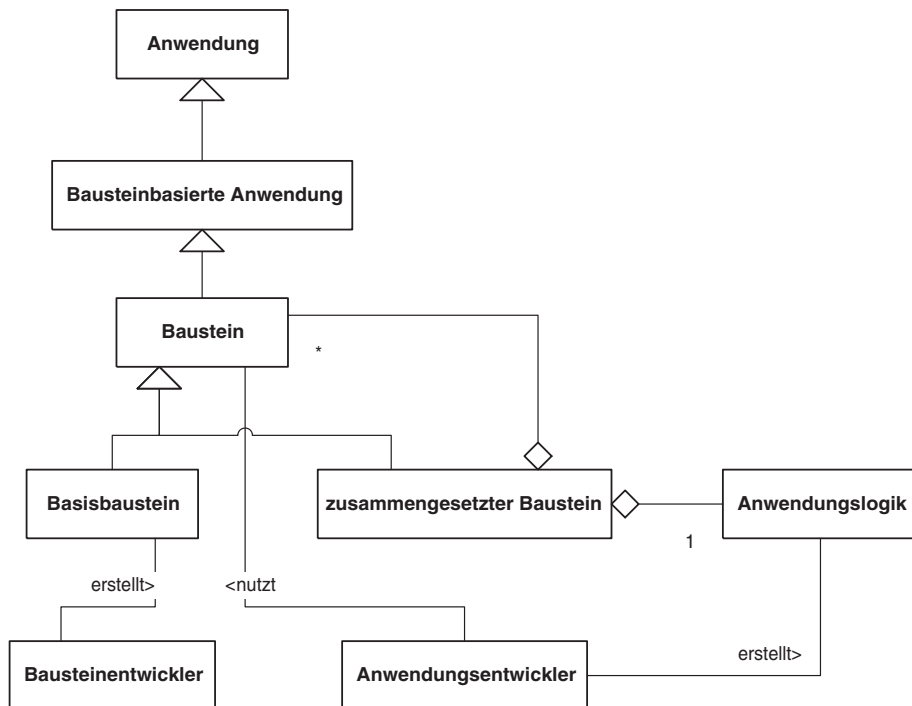 Anwendung
Bausteinbasierte Anwendung
Baustein
*
Basisbaustein
zusammengesetzter Baustein
Anwendungslogik
1
erstellt>
<nutzt
Bausteinentwickler
Anwendungsentwickler
erstellt>